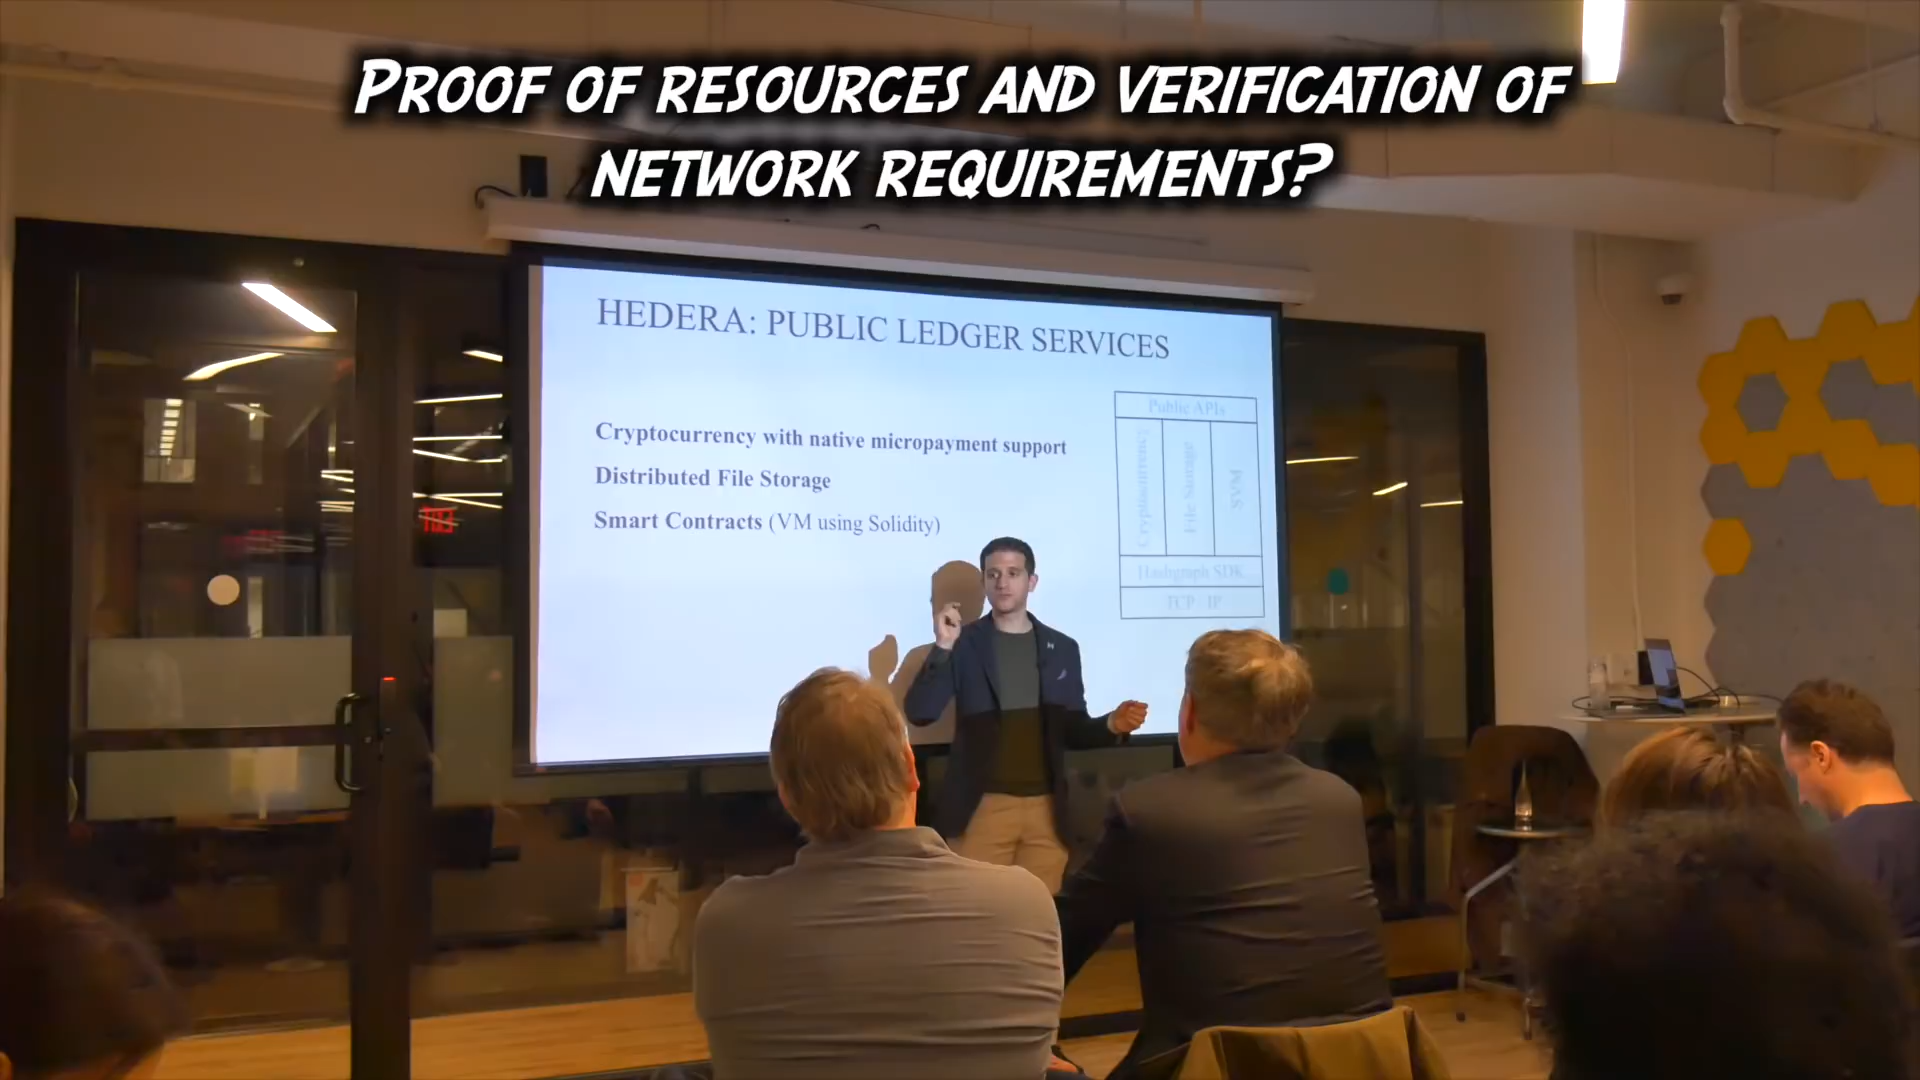 PROOF OF RESOURCES AND VERIFICATION OF
NETWORK REQUIREMENTS?
HEDERA: PUBLIC LEDGER SERVICES
Cryptocurrency with native micropayment support
Distributed File Storage
Smart Contracts (VM using Solidity)
Public APIs
Cryptocurrency
File Storage
SVM
Hashgraph SDK
TCP / IP
EXIT